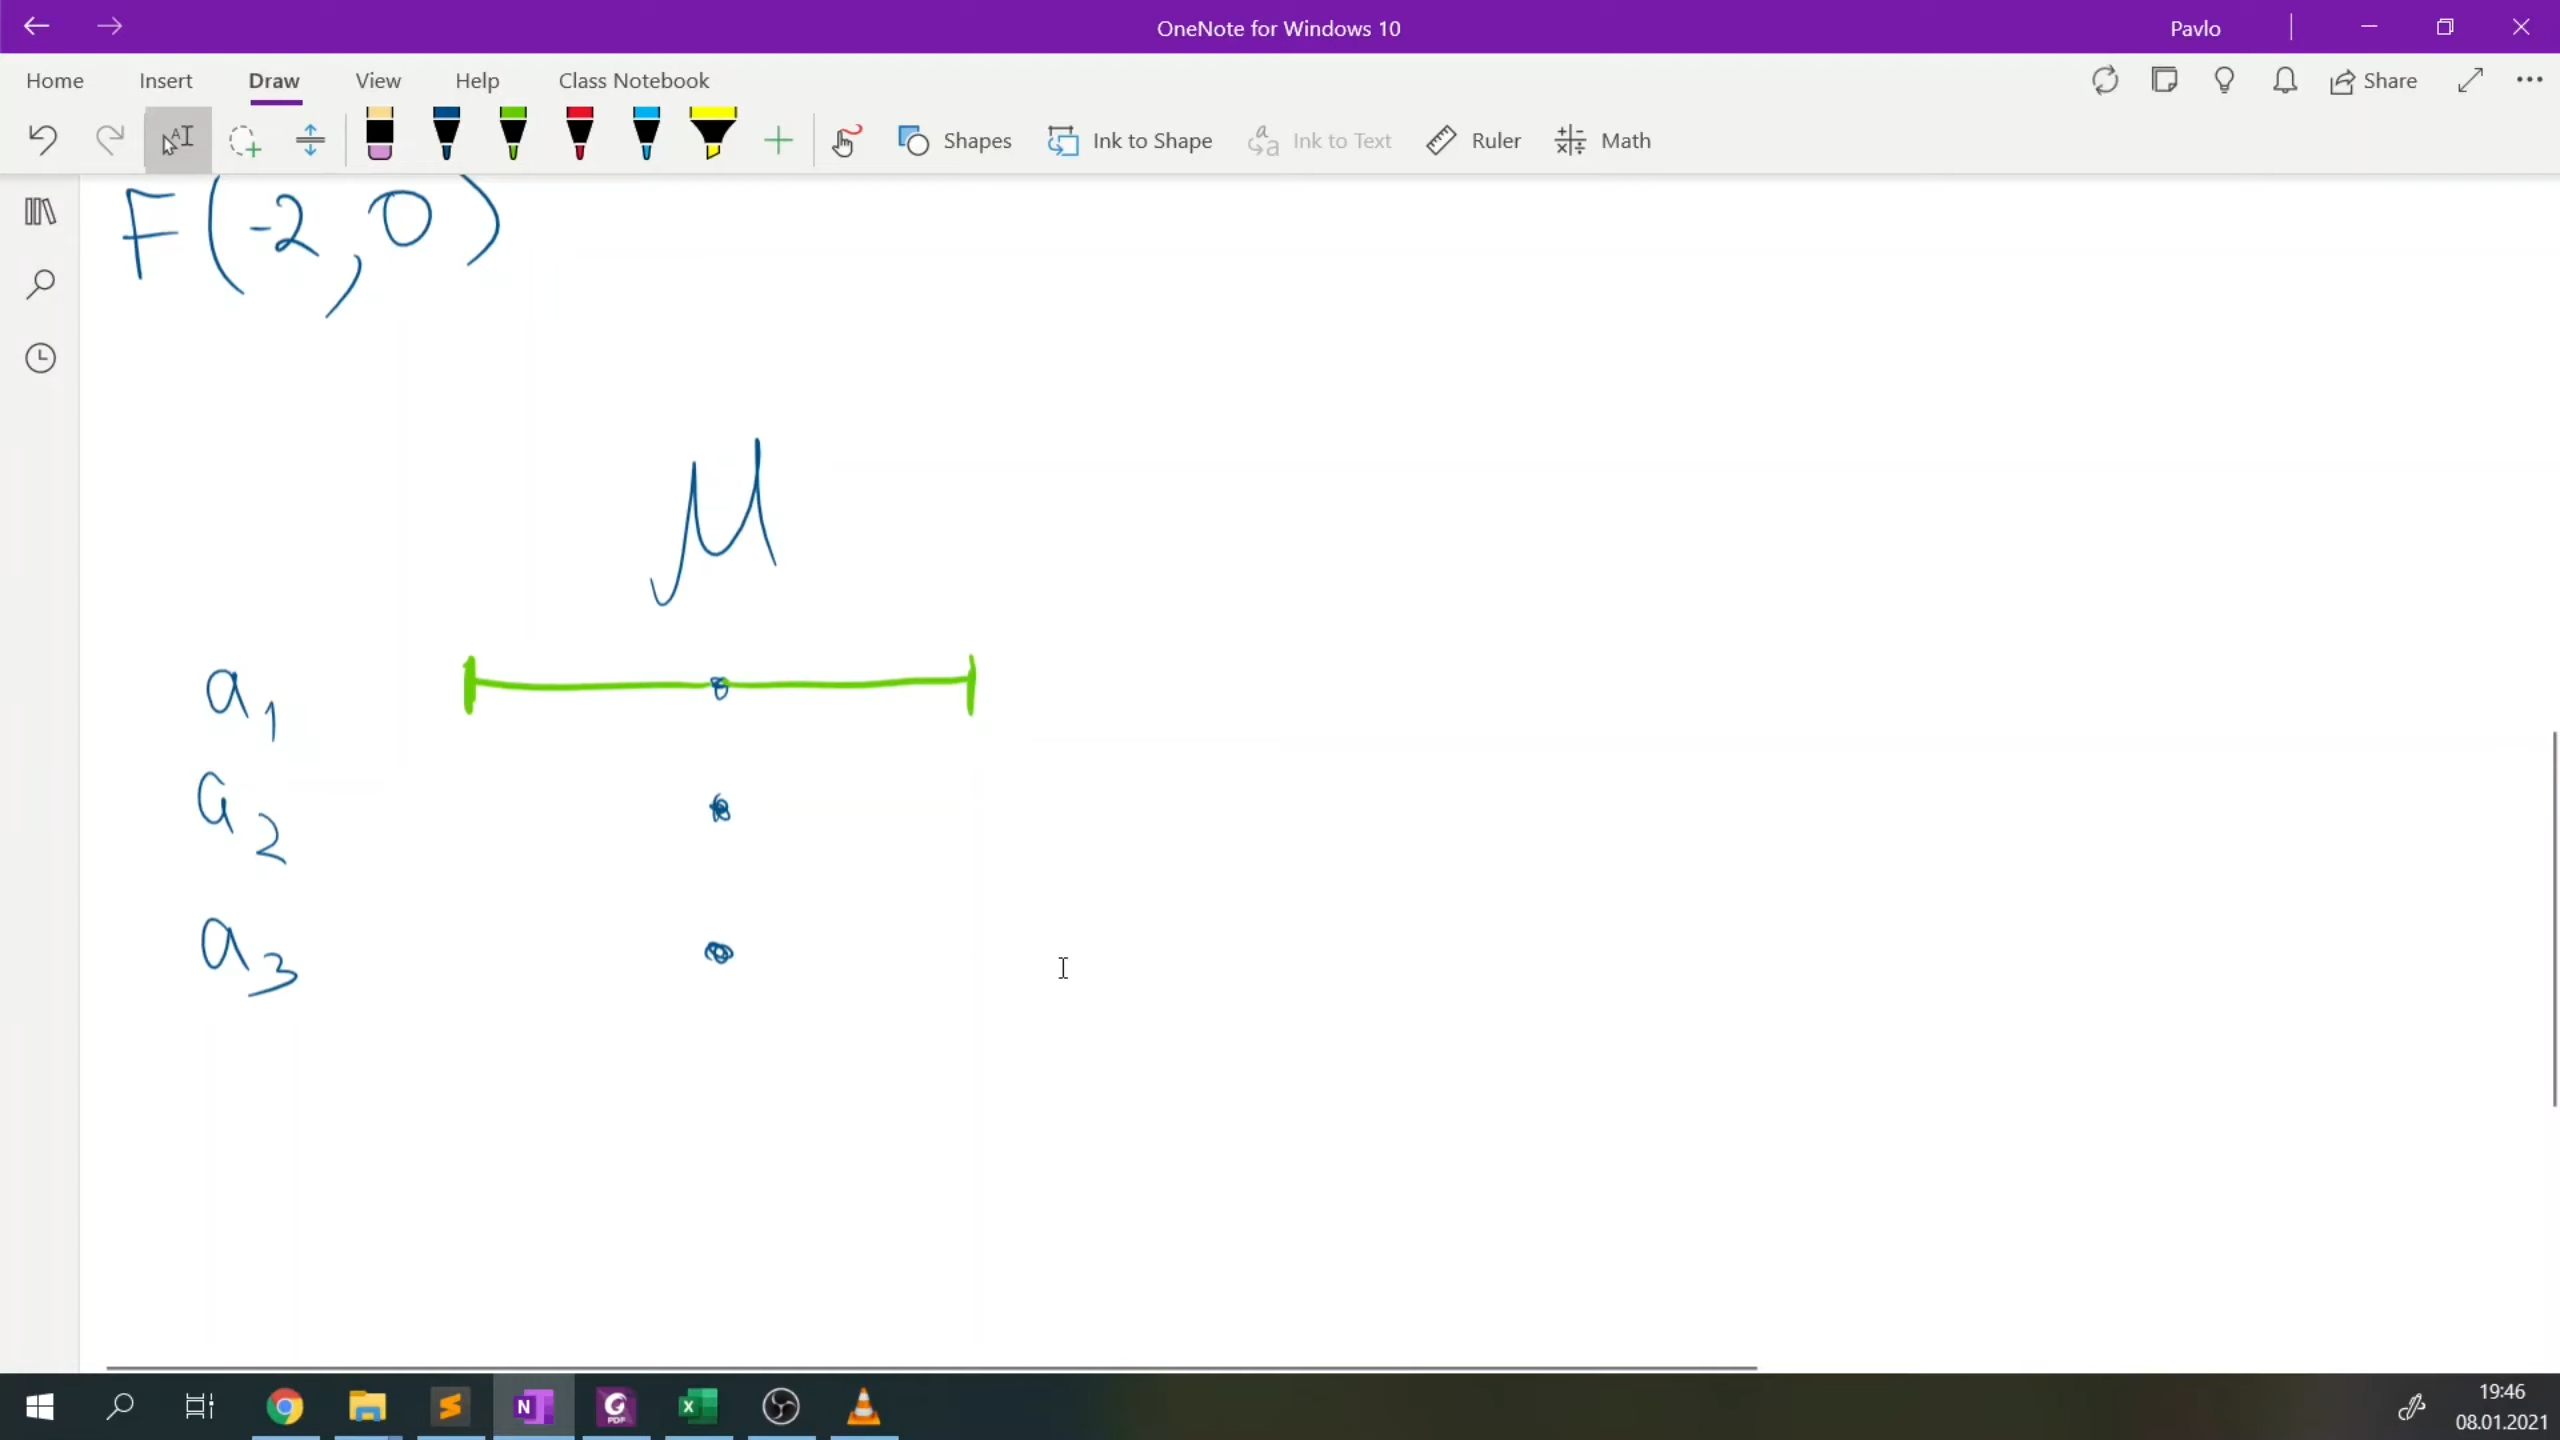 OneNote for Windows 10
Pavlo
Home Insert Draw View Help Class Notebook
Share
Shapes Ink to Shape Ink to Text Ruler Math
F(-2,0)
μ
a1
a2
a3
19:46
08.01.2021